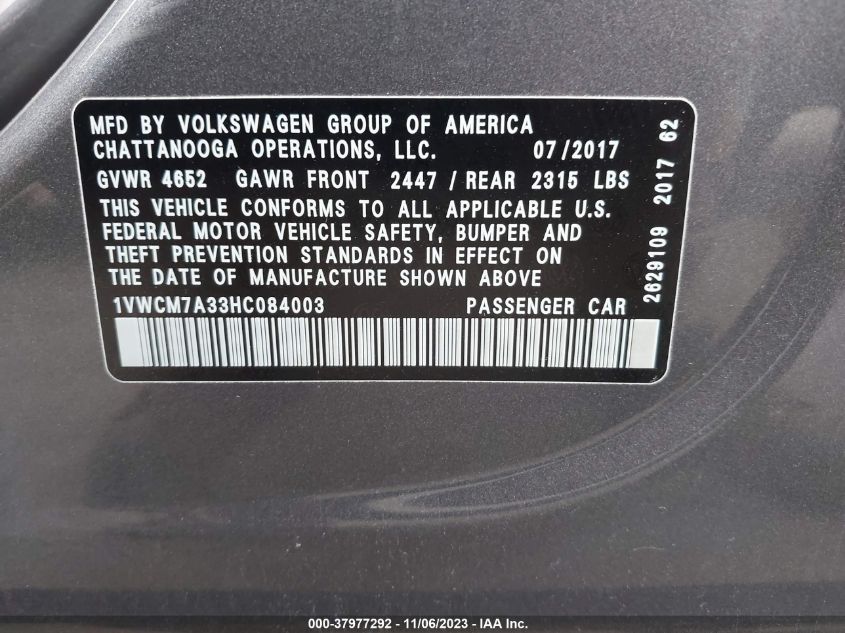 MFD BY VOLKSWAGEN GROUP OF AMERICA
CHATTANOOGA OPERATIONS, LLC. 07/2017
GVWR 4652 GAWR FRONT 2447 / REAR 2315 LBS
THIS VEHICLE CONFORMS TO ALL APPLICABLE U.S.
FEDERAL MOTOR VEHICLE SAFETY, BUMPER AND
THEFT PREVENTION STANDARDS IN EFFECT ON
THE DATE OF MANUFACTURE SHOWN ABOVE
1VWCM7A33HC084003 PASSENGER CAR
2629109 2017 62
000-37977292 - 11/06/2023 - IAA Inc.